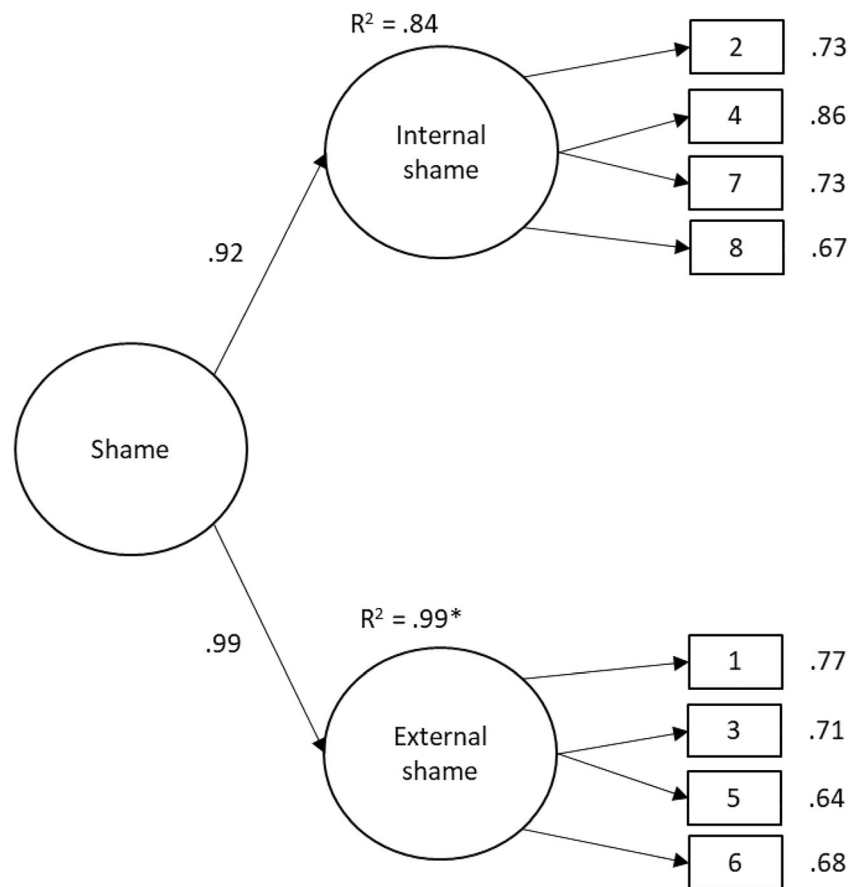 R² = .84
Internal
shame
2 .73
4 .86
7 .73
8 .67
.92
Shame
.99
R² = .99*
External
shame
1 .77
3 .71
5 .64
6 .68